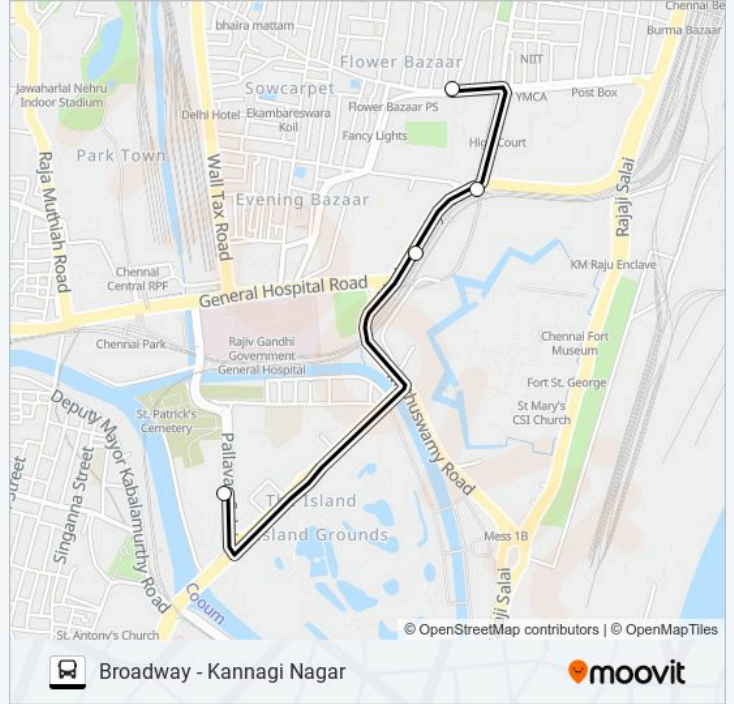 Chennai Be
Burma Bazaar
bhaira mattam
Flower Bazaar
NIIT
Jawaharlal Nehru
Indoor Stadium
Sowcarpet
Post Box
YMCA
Delhi Hotel
Ekambareswara
Koil
Flower Bazaar PS
Fancy Lights
High Court
Park Town
Raja Muthiah Road
Wall Tax Road
Evening Bazaar
Rajaji Salai
KM Raju Enclave
Chennai
Central RPF
General Hospital Road
Chennai Park
Rajiv Gandhi
Government
General Hospital
Chennai Fort
Museum
Fort St. George
St Mary's
CSI Church
Deputy Mayor Kabalamurthy Road
St. Patrick's
Cemetery
huswamy Road
Pallava
Singanna Street
Street
The Island
Island Grounds
Mess 1B
ji Salai
Cooum
St. Antony's Church
© OpenStreetMap contributors | © OpenMapTiles
Broadway - Kannagi Nagar
moovit